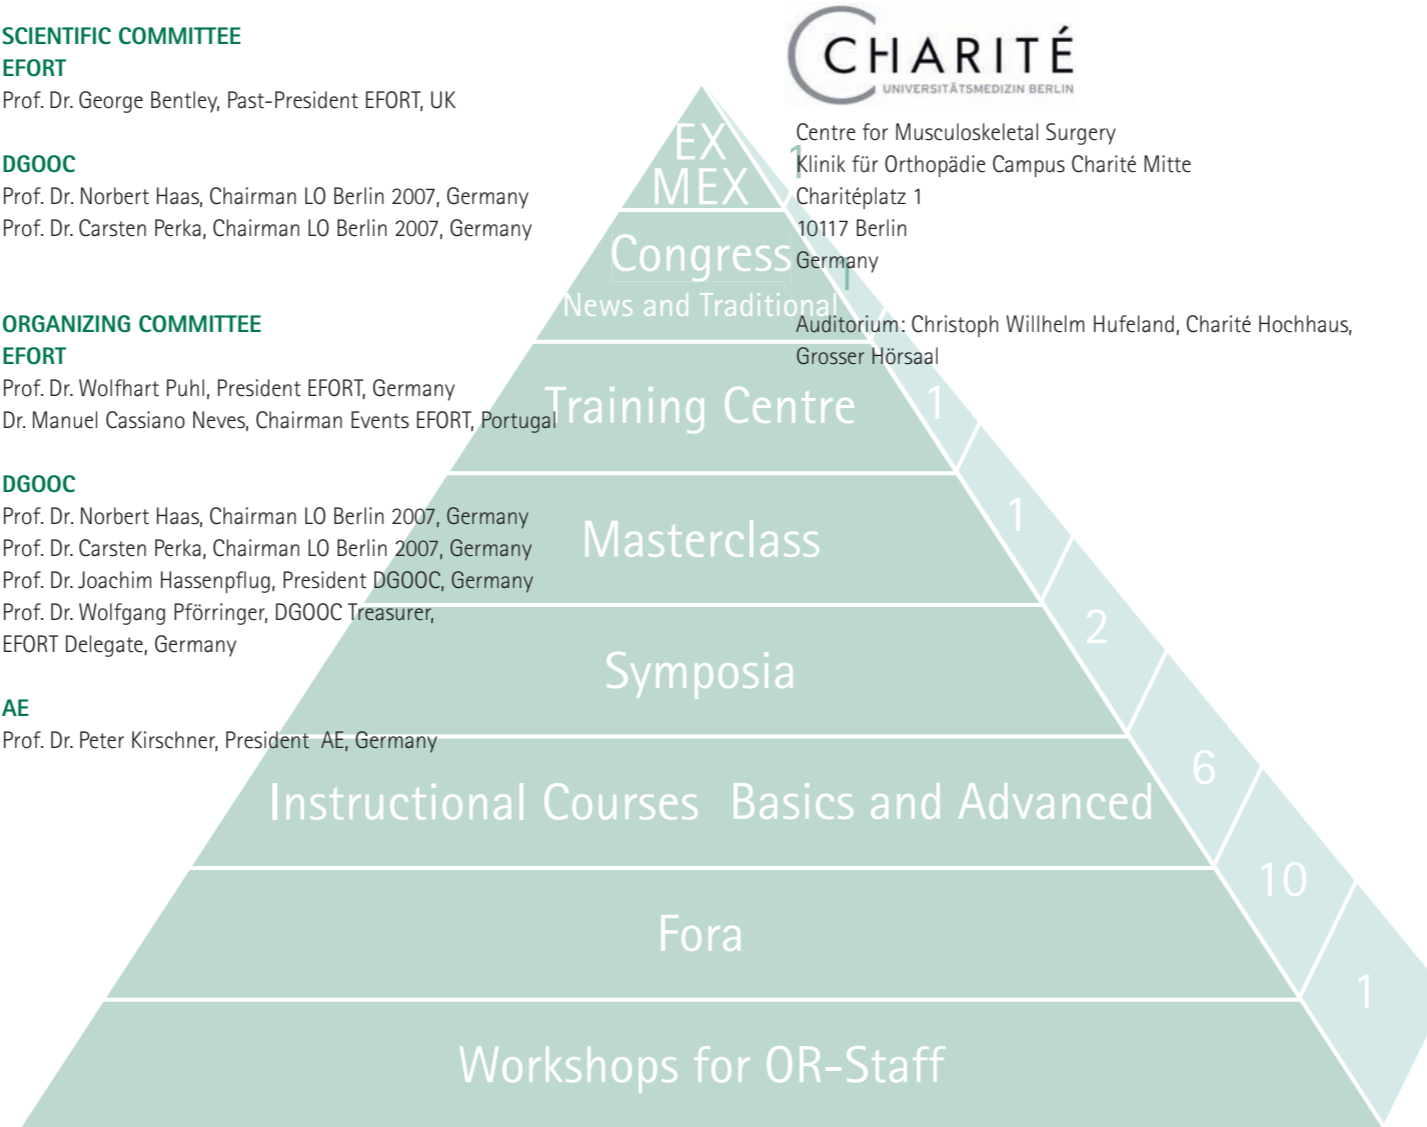 SCIENTIFIC COMMITTEE
EFORT
Prof. Dr. George Bentley, Past-President EFORT, UK
DGOOC
Prof. Dr. Norbert Haas, Chairman LO Berlin 2007, Germany
Prof. Dr. Carsten Perka, Chairman LO Berlin 2007, Germany
ORGANIZING COMMITTEE
EFORT
Prof. Dr. Wolfhart Puhl, President EFORT, Germany
Dr. Manuel Cassiano Neves, Chairman Events EFORT, Portugal
DGOOC
Prof. Dr. Norbert Haas, Chairman LO Berlin 2007, Germany
Prof. Dr. Carsten Perka, Chairman LO Berlin 2007, Germany
Prof. Dr. Joachim Hassenpflug, President DGOOC, Germany
Prof. Dr. Wolfgang Pförringer, DGOOC Treasurer,
EFORT Delegate, Germany
AE
Prof. Dr. Peter Kirschner, President AE, Germany
CHARITÉ
UNIVERSITÄTSMEDIZIN BERLIN
Centre for Musculoskeletal Surgery
Klinik für Orthopädie Campus Charité Mitte
Charitéplatz 1
10117 Berlin
Germany
Auditorium: Christoph Willhelm Hufeland, Charité Hochhaus,
Grosser Hörsaal
EX
MEX
1
Congress
News and Traditional
1
Training Centre
1
Masterclass
1
Symposia
2
Instructional Courses Basics and Advanced
6
Fora
10
Workshops for OR-Staff
1